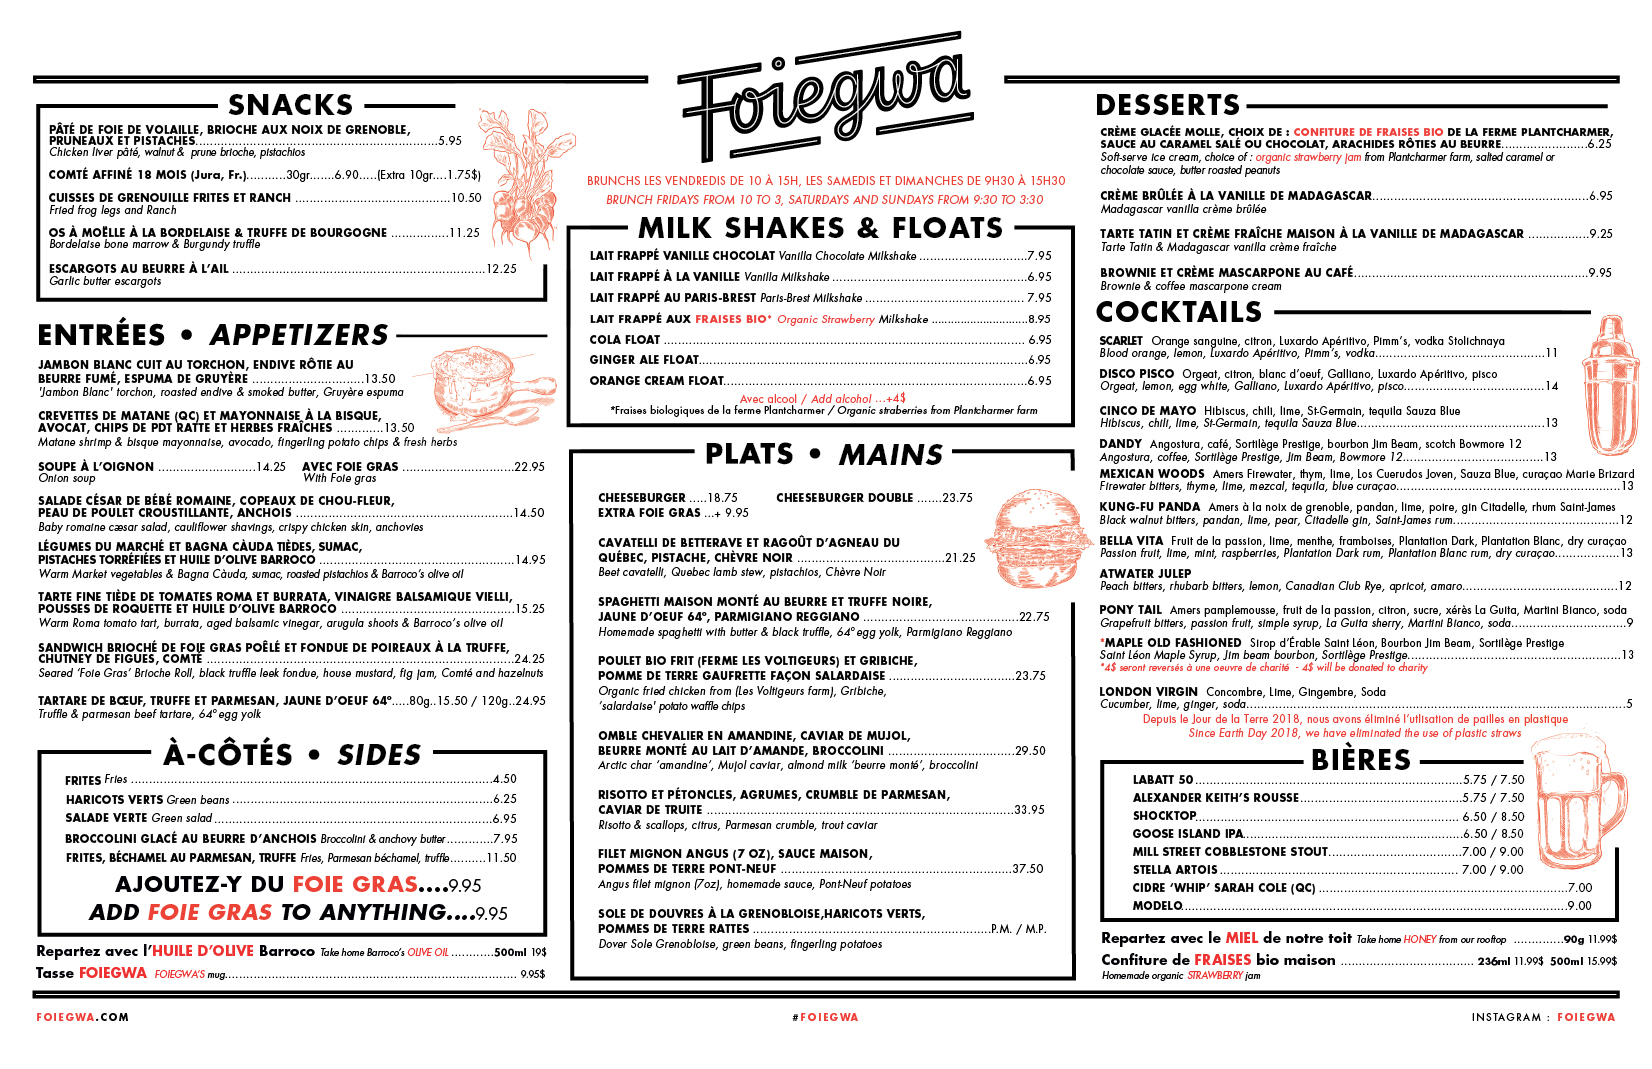 Foiegwa
SNACKS
PÂTÉ DE FOIE DE VOLAILLE, BRIOCHE AUX NOIX DE GRENOBLE,
PRUNEAUX ET PISTACHES...5.95
Chicken liver pâté, walnut & prune brioche, pistachios
COMTÉ AFFINÉ 18 MOIS (Jura, Fr.)...30gr...6.90...(Extra 10gr...1.75$)
CUISSES DE GRENOUILLE FRITES ET RANCH ...10.50
Fried frog legs and Ranch
OS À MOËLLE À LA BORDELAISE & TRUFFE DE BOURGOGNE ...11.25
Bordelaise bone marrow & Burgundy truffle
ESCARGOTS AU BEURRE À L'AIL ...12.25
Garlic butter escargots
ENTRÉES • APPETIZERS
JAMBON BLANC CUIT AU TORCHON, ENDIVE RÔTIE AU
BEURRE FUMÉ, ESPUMA DE GRUYÈRE ...13.50
'Jambon Blanc' torchon, roasted endive & smoked butter, Gruyère espuma
CREVETTES DE MATANE (QC) ET MAYONNAISE À LA BISQUE,
AVOCAT, CHIPS DE PDT RATTE ET HERBES FRAÎCHES ...13.50
Matane shrimp & bisque mayonnaise, avocado, fingerling potato chips & fresh herbs
SOUPE À L'OIGNON ...14.25 AVEC FOIE GRAS ...22.95
Onion soup With Foie gras
SALADE CÉSAR DE BÉBÉ ROMAINE, COPEAUX DE CHOU-FLEUR,
PEAU DE POULET CROUSTILLANTE, ANCHOIS ...14.50
Baby romaine cæsar salad, cauliflower shavings, crispy chicken skin, anchovies
LÉGUMES DU MARCHÉ ET BAGNA CÀUDA TIÈDES, SUMAC,
PISTACHES TORRÉFIÉES ET HUILE D'OLIVE BARROCO ...14.95
Warm Market vegetables & Bagna Càuda, sumac, roasted pistachios & Barroco's olive oil
TARTE FINE TIÈDE DE TOMATES ROMA ET BURRATA, VINAIGRE BALSAMIQUE VIEILLI,
POUSSES DE ROQUETTE ET HUILE D'OLIVE BARROCO ...15.25
Warm Roma tomato tart, burrata, aged balsamic vinegar, arugula shoots & Barroco's olive oil
SANDWICH BRIOCHÉ DE FOIE GRAS POÊLÉ ET FONDUE DE POIREAUX À LA TRUFFE,
CHUTNEY DE FIGUES, COMTÉ ...24.25
Seared 'Foie Gras' Brioche Roll, black truffle leek fondue, house mustard, fig jam, Comté and hazelnuts
TARTARE DE BŒUF, TRUFFE ET PARMESAN, JAUNE D'OEUF 64º.....80g..15.50 / 120g..24.95
Truffle & parmesan beef tartare, 64º egg yolk
À-CÔTÉS • SIDES
FRITES Fries ...4.50
HARICOTS VERTS Green beans ...6.25
SALADE VERTE Green salad ...6.95
BROCCOLINI GLACÉ AU BEURRE D'ANCHOIS Broccolini & anchovy butter...7.95
FRITES, BÉCHAMEL AU PARMESAN, TRUFFE Fries, Parmesan béchamel, truffle...11.50
AJOUTEZ-Y DU FOIE GRAS....9.95
ADD FOIE GRAS TO ANYTHING....9.95
Repartez avec l'HUILE D'OLIVE Barroco Take home Barroco's OLIVE OIL ...500ml 19$
Tasse FOIEGWA FOIEGWA'S mug... 9.95$
BRUNCHS LES VENDREDIS DE 10 À 15H, LES SAMEDIS ET DIMANCHES DE 9H30 À 15H30
BRUNCH FRIDAYS FROM 10 TO 3, SATURDAYS AND SUNDAYS FROM 9:30 TO 3:30
MILK SHAKES & FLOATS
LAIT FRAPPÉ VANILLE CHOCOLAT Vanilla Chocolate Milkshake ...7.95
LAIT FRAPPÉ À LA VANILLE Vanilla Milkshake ...6.95
LAIT FRAPPÉ AU PARIS-BREST Paris-Brest Milkshake ... 7.95
LAIT FRAPPÉ AUX FRAISES BIO* Organic Strawberry Milkshake ...8.95
COLA FLOAT ... 6.95
GINGER ALE FLOAT...6.95
ORANGE CREAM FLOAT...6.95
Avec alcool / Add alcohol ...+4$
*Fraises biologiques de la ferme Plantcharmer / Organic straberries from Plantcharmer farm
PLATS • MAINS
CHEESEBURGER .....18.75 CHEESEBURGER DOUBLE .......23.75
EXTRA FOIE GRAS ...+ 9.95
CAVATELLI DE BETTERAVE ET RAGOÛT D'AGNEAU DU
QUÉBEC, PISTACHE, CHÈVRE NOIR ...21.25
Beet cavatelli, Quebec lamb stew, pistachios, Chèvre Noir
SPAGHETTI MAISON MONTÉ AU BEURRE ET TRUFFE NOIRE,
JAUNE D'OEUF 64º, PARMIGIANO REGGIANO ...22.75
Homemade spaghetti with butter & black truffle, 64º egg yolk, Parmigiano Reggiano
POULET BIO FRIT (FERME LES VOLTIGEURS) ET GRIBICHE,
POMME DE TERRE GAUFRETTE FAÇON SALARDAISE ...23.75
Organic fried chicken from (Les Voltigeurs farm), Gribiche,
'salardaise' potato waffle chips
OMBLE CHEVALIER EN AMANDINE, CAVIAR DE MUJOL,
BEURRE MONTÉ AU LAIT D'AMANDE, BROCCOLINI ...29.50
Arctic char 'amandine', Mujol caviar, almond milk 'beurre monté', broccolini
RISOTTO ET PÉTONCLES, AGRUMES, CRUMBLE DE PARMESAN,
CAVIAR DE TRUITE ...33.95
Risotto & scallops, citrus, Parmesan crumble, trout caviar
FILET MIGNON ANGUS (7 OZ), SAUCE MAISON,
POMMES DE TERRE PONT-NEUF ...37.50
Angus filet mignon (7oz), homemade sauce, Pont-Neuf potatoes
SOLE DE DOUVRES À LA GRENOBLOISE,HARICOTS VERTS,
POMMES DE TERRE RATTES ...P.M. / M.P.
Dover Sole Grenobloise, green beans, fingerling potatoes
DESSERTS
CRÈME GLACÉE MOLLE, CHOIX DE : CONFITURE DE FRAISES BIO DE LA FERME PLANTCHARMER,
SAUCE AU CARAMEL SALÉ OU CHOCOLAT, ARACHIDES RÔTIES AU BEURRE...6.25
Soft-serve ice cream, choice of : organic strawberry jam from Plantcharmer farm, salted caramel or
chocolate sauce, butter roasted peanuts
CRÈME BRÛLÉE À LA VANILLE DE MADAGASCAR...6.95
Madagascar vanilla crème brûlée
TARTE TATIN ET CRÈME FRAÎCHE MAISON À LA VANILLE DE MADAGASCAR ...9.25
Tarte Tatin & Madagascar vanilla crème fraîche
BROWNIE ET CRÈME MASCARPONE AU CAFÉ...9.95
Brownie & coffee mascarpone cream
COCKTAILS
SCARLET Orange sanguine, citron, Luxardo Apéritivo, Pimm's, vodka Stolichnaya
Blood orange, lemon, Luxardo Apéritivo, Pimm's, vodka...11
DISCO PISCO Orgeat, citron, blanc d'oeuf, Galliano, Luxardo Apéritivo, pisco
Orgeat, lemon, egg white, Galliano, Luxardo Apéritivo, pisco...14
CINCO DE MAYO Hibiscus, chili, lime, St-Germain, tequila Sauza Blue
Hibiscus, chili, lime, St-Germain, tequila Sauza Blue...13
DANDY Angostura, café, Sortilège Prestige, bourbon Jim Beam, scotch Bowmore 12
Angostura, coffee, Sortilège Prestige, Jim Beam, Bowmore 12...13
MEXICAN WOODS Amers Firewater, thym, lime, Los Cuerudos Joven, Sauza Blue, curaçao Marie Brizard
Firewater bitters, thyme, lime, mezcal, tequila, blue curaçao...13
KUNG-FU PANDA Amers à la noix de grenoble, pandan, lime, poire, gin Citadelle, rhum Saint-James
Black walnut bitters, pandan, lime, pear, Citadelle gin, Saint-James rum...12
BELLA VITA Fruit de la passion, lime, menthe, framboises, Plantation Dark, Plantation Blanc, dry curaçao
Passion fruit, lime, mint, raspberries, Plantation Dark rum, Plantation Blanc rum, dry curaçao...13
ATWATER JULEP
Peach bitters, rhubarb bitters, lemon, Canadian Club Rye, apricot, amaro...12
PONY TAIL Amers pamplemousse, fruit de la passion, citron, sucre, xérès La Guita, Martini Bianco, soda
Grapefruit bitters, passion fruit, simple syrup, La Guita sherry, Martini Bianco, soda...9
*MAPLE OLD FASHIONED Sirop d'Érable Saint Léon, Bourbon Jim Beam, Sortilège Prestige
Saint Léon Maple Syrup, Jim beam bourbon, Sortilège Prestige...13
*4$ seront reversés à une oeuvre de charité - 4$ will be donated to charity
LONDON VIRGIN Concombre, Lime, Gingembre, Soda
Cucumber, lime, ginger, soda...5
Depuis le Jour de la Terre 2018, nous avons éliminé l'utlisation de pailles en plastique
Since Earth Day 2018, we have eliminated the use of plastic straws
BIÈRES
LABATT 50...5.75 / 7.50
ALEXANDER KEITH'S ROUSSE...5.75 / 7.50
SHOCKTOP... 6.50 / 8.50
GOOSE ISLAND IPA...6.50 / 8.50
MILL STREET COBBLESTONE STOUT...7.00 / 9.00
STELLA ARTOIS... 7.00 / 9.00
CIDRE 'WHIP' SARAH COLE (QC) ...7.00
MODELO...9.00
Repartez avec le MIEL de notre toit Take home HONEY from our rooftop ...90g 11.99$
Confiture de FRAISES bio maison ... 236ml 11.99$ 500ml 15.99$
Homemade organic STRAWBERRY jam
FOIEGWA.COM
#FOIEGWA
INSTAGRAM : FOIEGWA